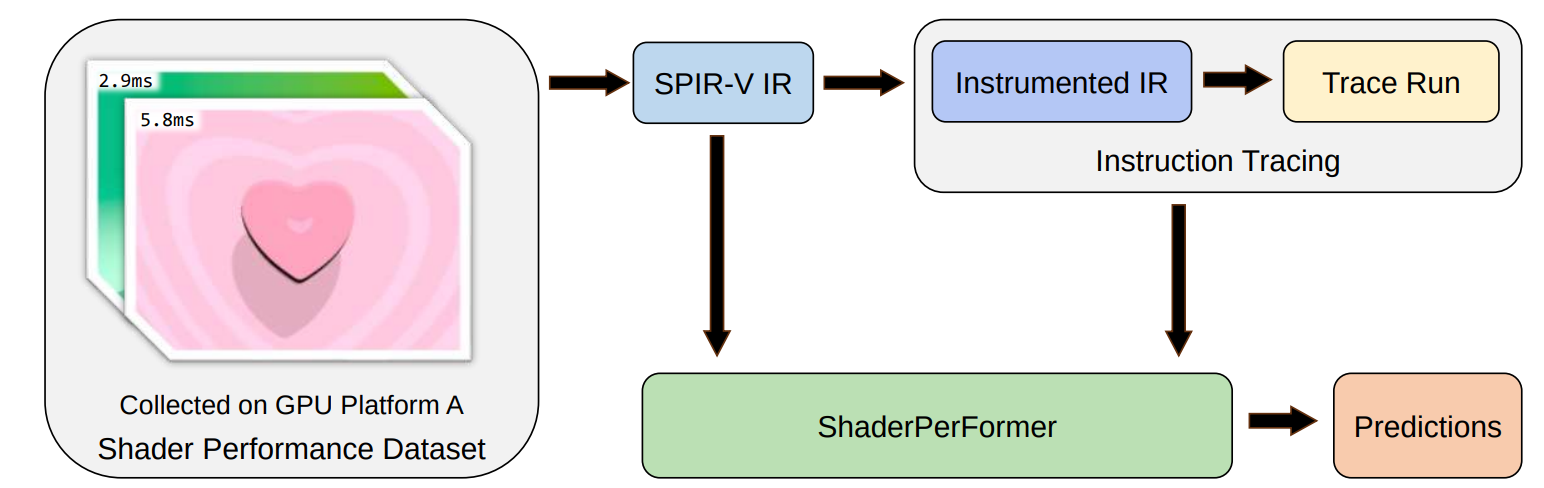 2.9ms
5.8ms
Collected on GPU Platform A
Shader Performance Dataset
SPIR-V IR
Instrumented IR
Trace Run
Instruction Tracing
ShaderPerFormer
Predictions